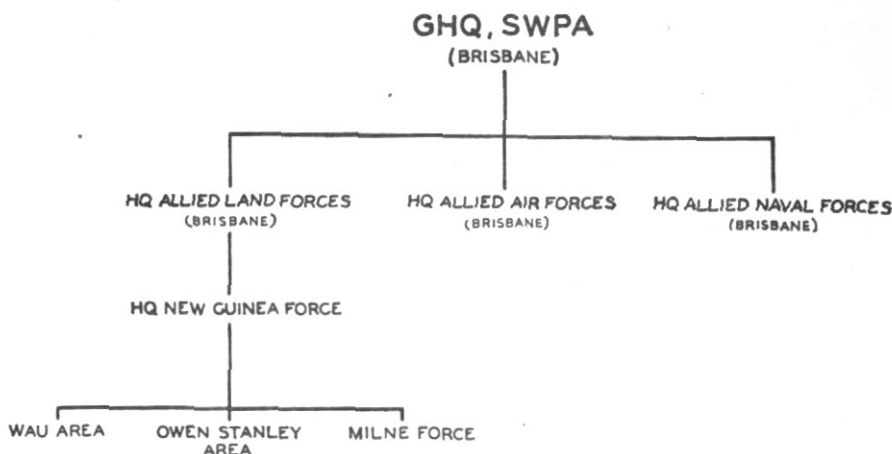 GHQ, SWPA
(BRISBANE)
HQ ALLIED LAND FORCES
(BRISBANE)
HQ ALLIED AIR FORCES
(BRISBANE)
HQ ALLIED NAVAL FORCES
(BRISBANE)
HQ NEW GUINEA FORCE
WAU AREA
OWEN STANLEY
AREA
MILNE FORCE